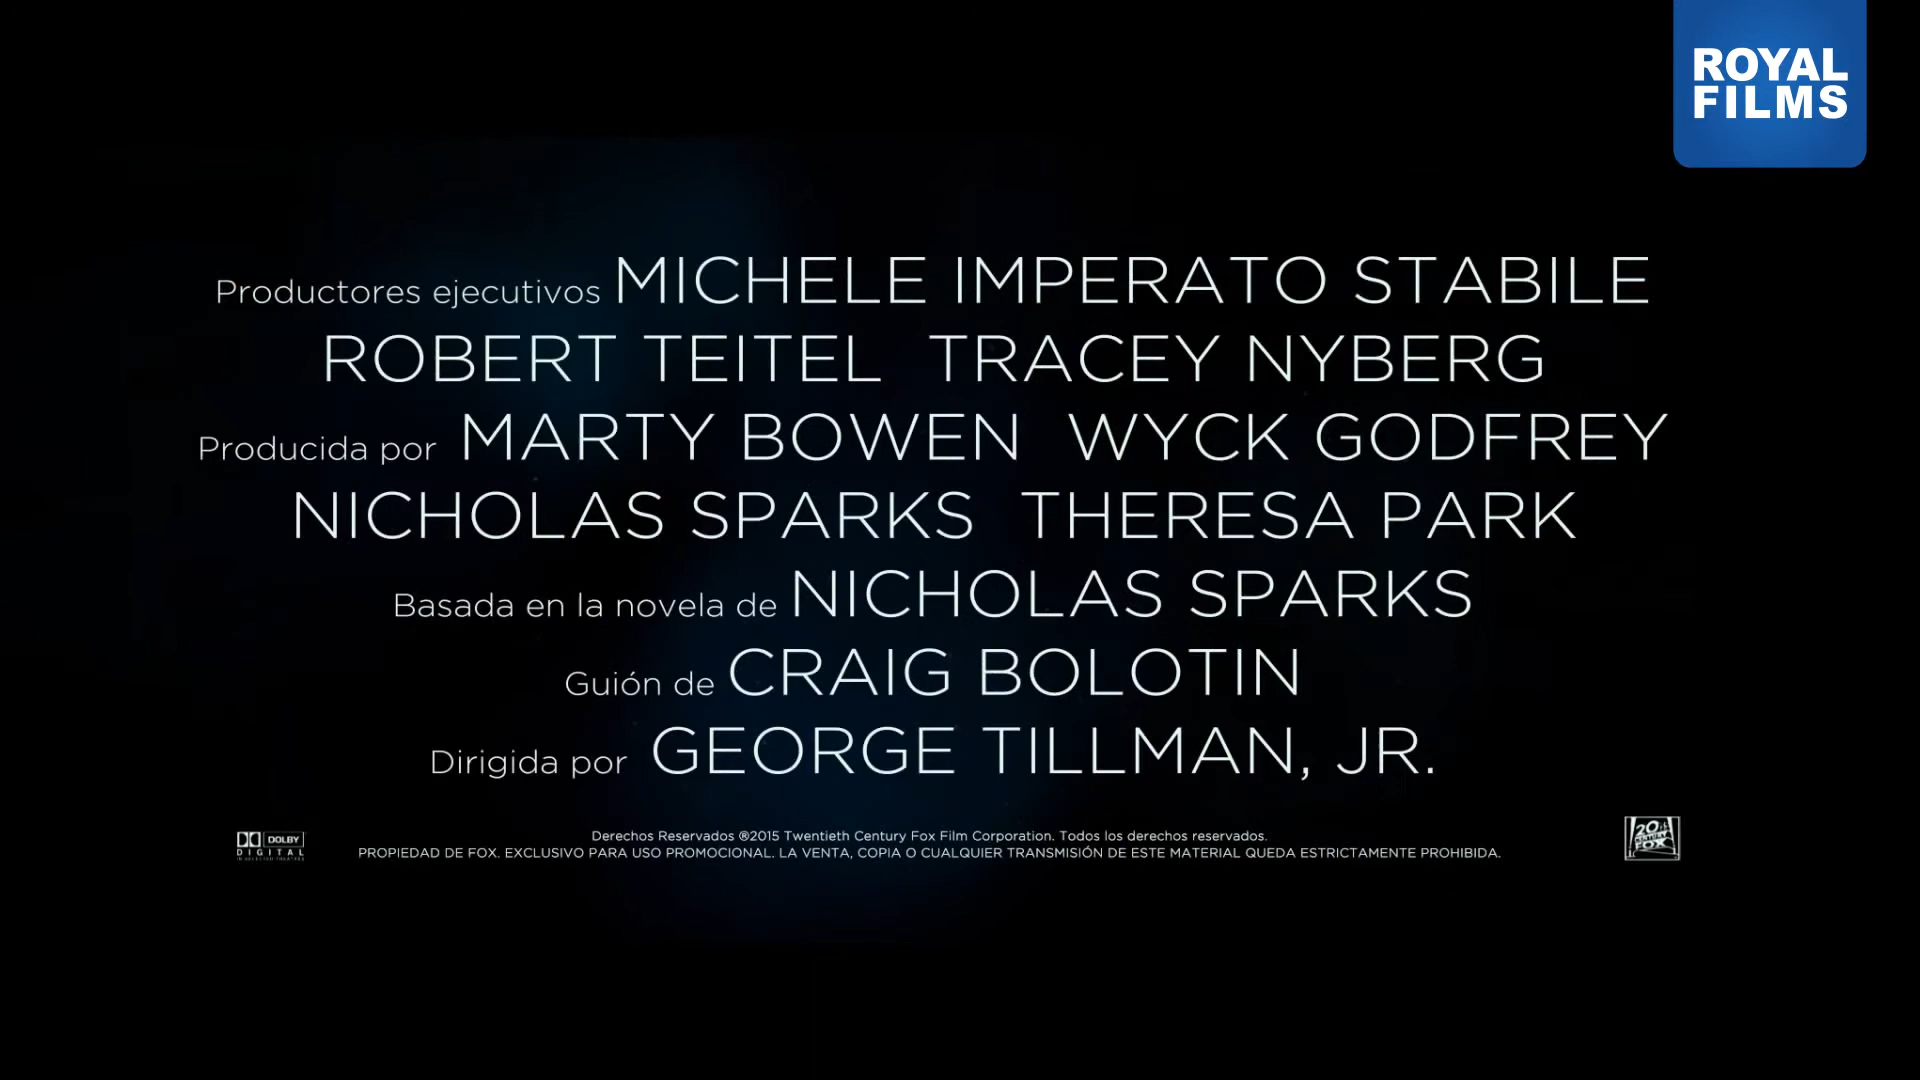 ROYAL
FILMS
Productores ejecutivos MICHELE IMPERATO STABILE
ROBERT TEITEL TRACEY NYBERG
Producida por MARTY BOWEN WYCK GODFREY
NICHOLAS SPARKS THERESA PARK
Basada en la novela de NICHOLAS SPARKS
Guión de CRAIG BOLOTIN
Dirigida por GEORGE TILLMAN, JR.
Derechos Reservados ®2015 Twentieth Century Fox Film Corporation. Todos los derechos reservados.
PROPIEDAD DE FOX. EXCLUSIVO PARA USO PROMOCIONAL. LA VENTA, COPIA O CUALQUIER TRANSMISIÓN DE ESTE MATERIAL QUEDA ESTRICTAMENTE PROHIBIDA.
DOLBY
DIGITAL
IN SELECTED THEATRES
20th
CENTURY
FOX